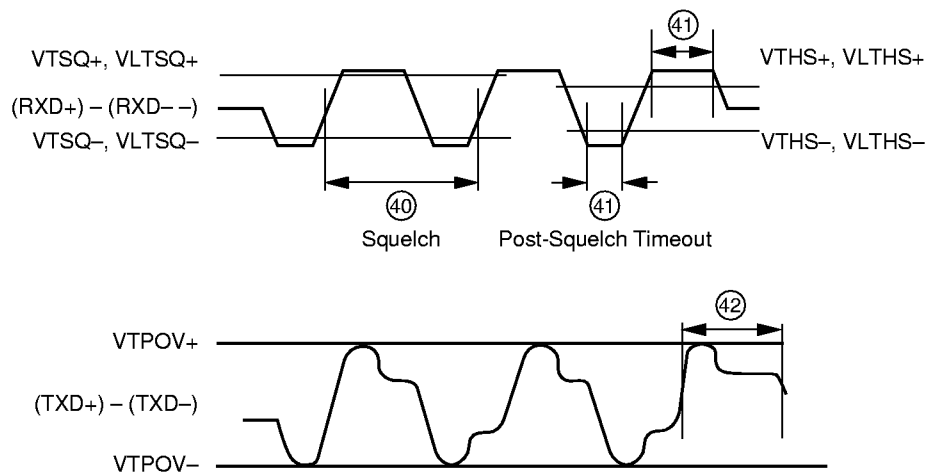 41
VTSQ+, VLTSQ+
VTHS+, VLTHS+
(RXD+) – (RXD– –)
VTSQ–, VLTSQ–
VTHS–, VLTHS–
40
41
Squelch
Post-Squelch Timeout
42
VTPOV+
(TXD+) – (TXD–)
VTPOV–